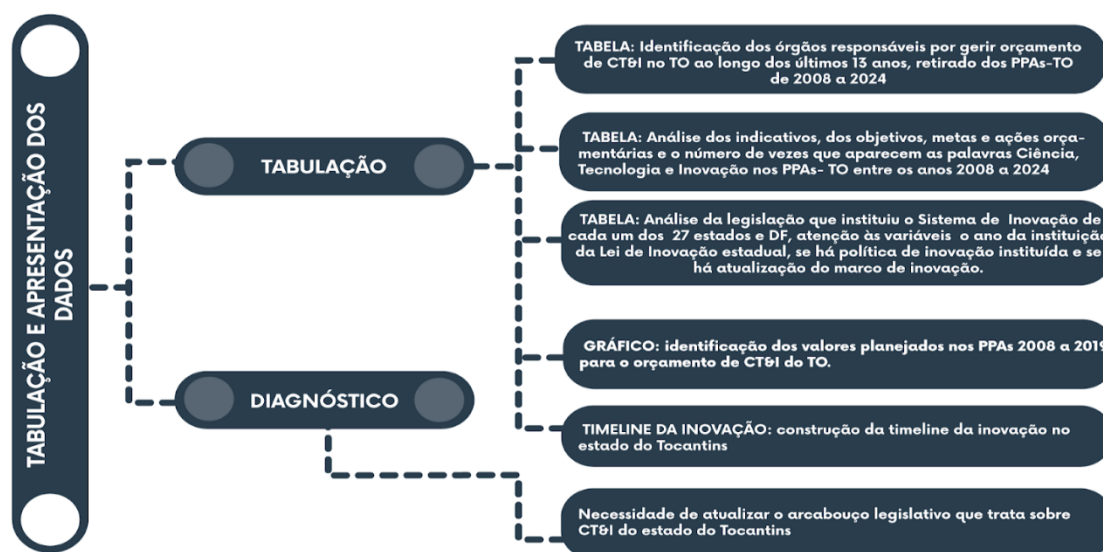 TABULAÇÃO E APRESENTAÇÃO DOS
DADOS
TABULAÇÃO
DIAGNÓSTICO
TABELA: Identificação dos órgãos responsáveis por gerir orçamento
de CT&I no TO ao longo dos últimos 13 anos, retirado dos PPAs-TO
de 2008 a 2024
TABELA: Análise dos indicativos, dos objetivos, metas e ações orça-
mentárias e o número de vezes que aparecem as palavras Ciência,
Tecnologia e Inovação nos PPAs- TO entre os anos 2008 a 2024
TABELA: Análise da legislação que instituiu o Sistema de Inovação de
cada um dos 27 estados e DF, atenção às variáveis o ano da instituição
da Lei de Inovação estadual, se há política de inovação instituída e se
há atualização do marco de inovação.
GRÁFICO: identificação dos valores planejados nos PPAs 2008 a 2019
para o orçamento de CT&I do TO.
TIMELINE DA INOVAÇÃO: construção da timeline da inovação no
estado do Tocantins
Necessidade de atualizar o arcabouço legislativo que trata sobre
CT&I do estado do Tocantins